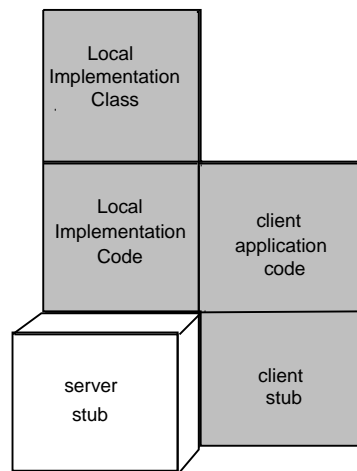 Local
Implementation
Class
Local
Implementation
Code
client
application
code
server
stub
client
stub